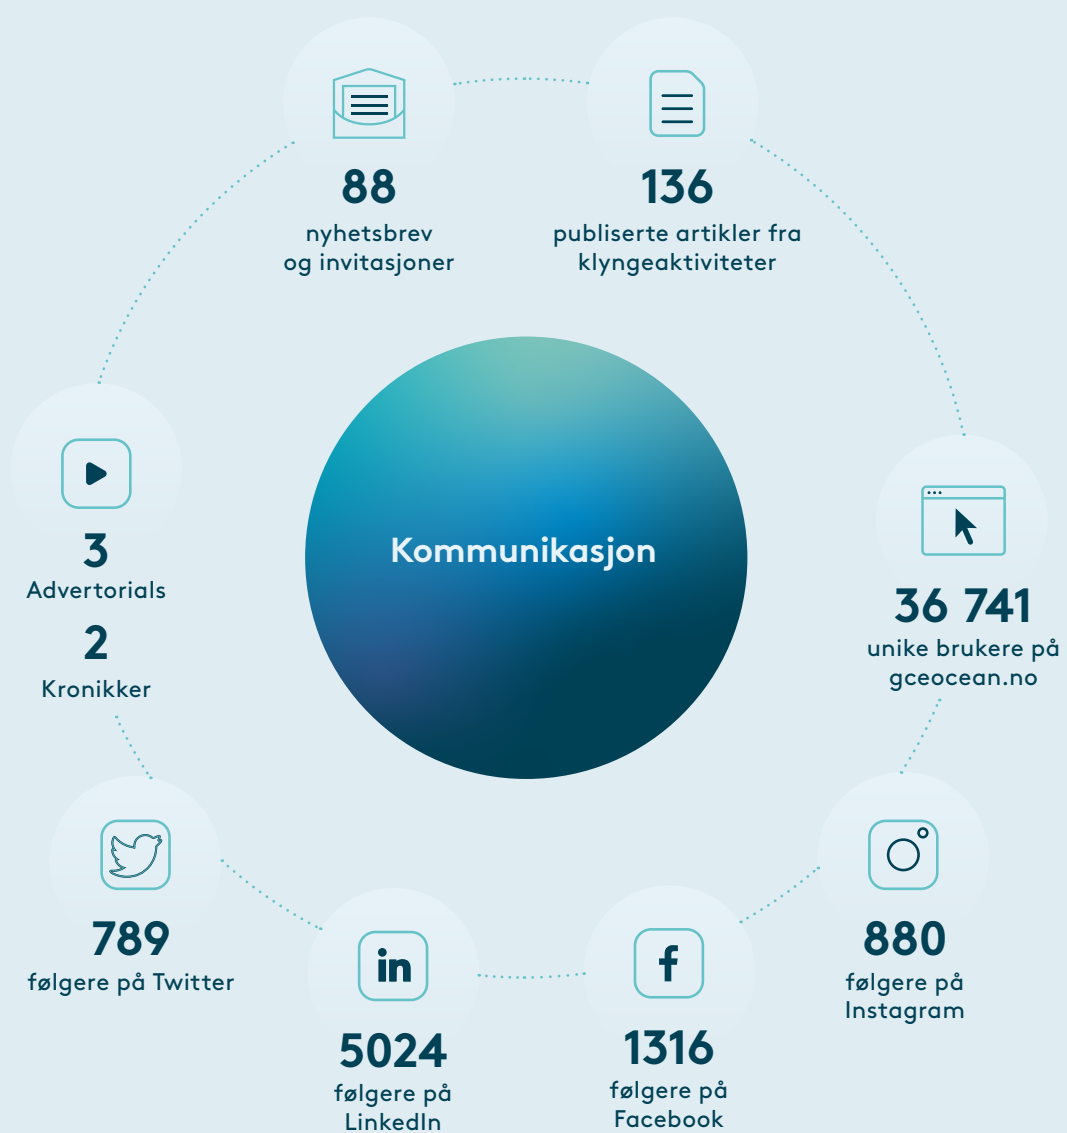 88
nyhetsbrev
og invitasjoner
136
publiserte artikler fra
klyngeaktiviteter
Kommunikasjon
3
Advertorials
2
Kronikker
36 741
unike brukere på
gceocean.no
789
følgere på Twitter
in
5024
følgere på
LinkedIn
f
1316
følgere på
Facebook
880
følgere på
Instagram